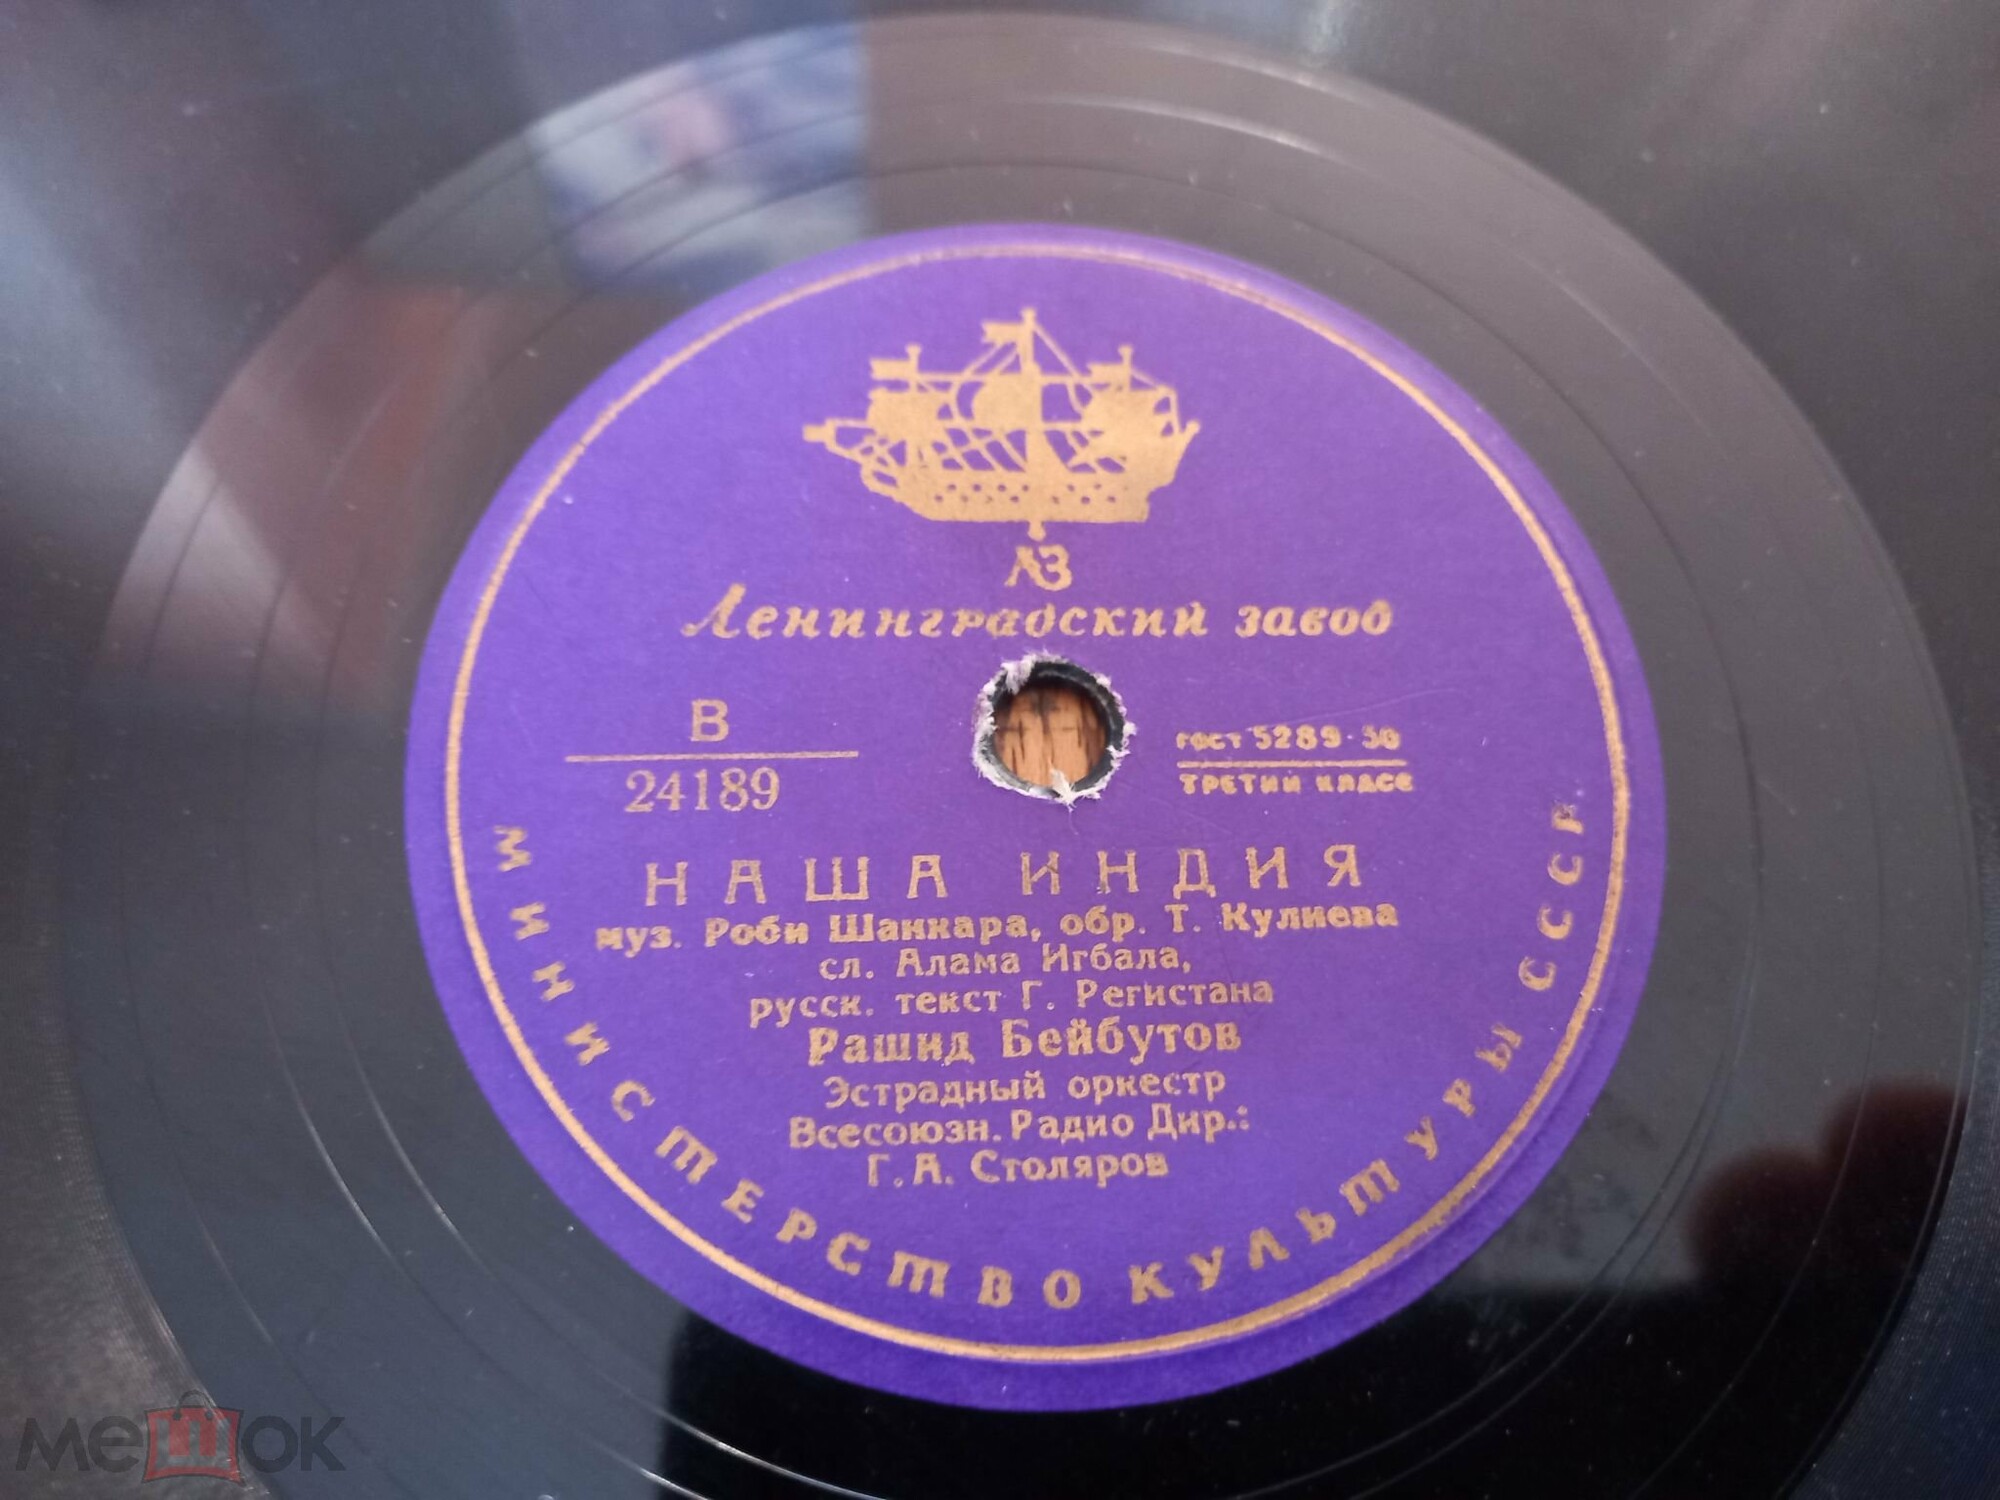 ЛЗ
Ленинградский завод
В
24189
ГОСТ 5289-50
ТРЕТИЙ КЛАСС
НАША ИНДИЯ
муз. Роби Шанкара, обр. Т. Кулиева
сл. Алама Игбала,
русск. текст Г. Регистана
Рашид Бейбутов
Эстрадный оркестр
Всесоюзн. Радио Дир.:
Г. А. Столяров
МИНИСТЕРСТВО КУЛЬТУРЫ СССР
мешок